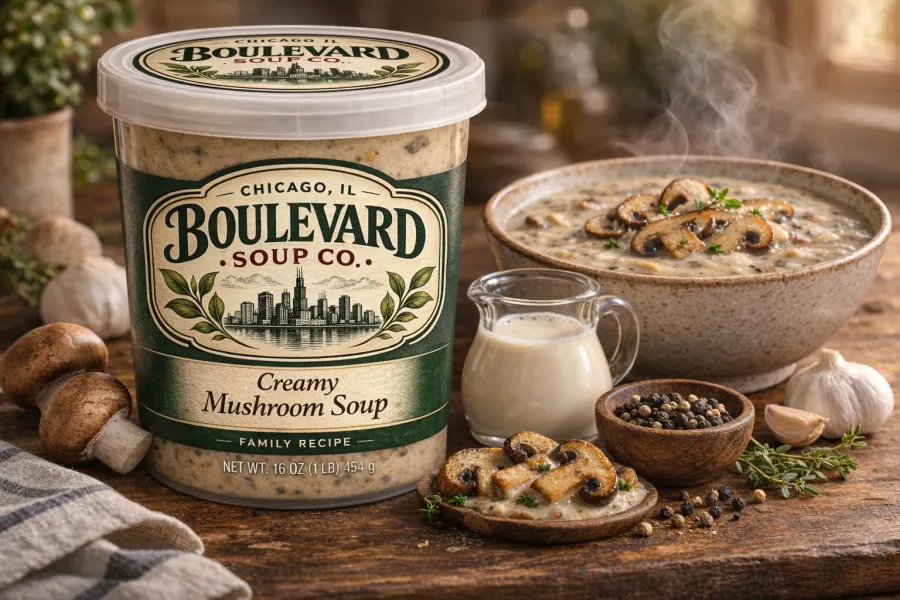 CHICAGO, IL
BOULEVARD
SOUP CO.
CHICAGO, IL
BOULEVARD
SOUP CO.
Creamy
Mushroom Soup
FAMILY RECIPE
NET WT. 16 OZ (1 LB) 454 g